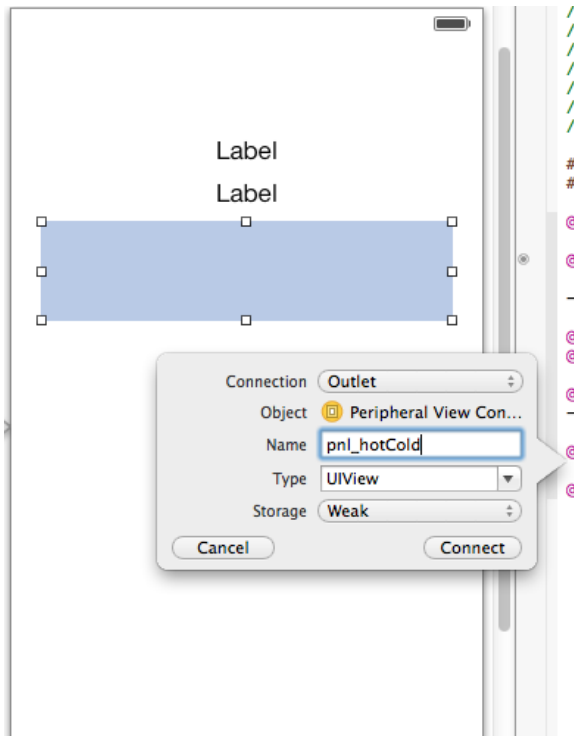 /
/
/
/
/
/
/
Label
#
#
Label
@
@
-
@
@
Connection Outlet
@
Object Peripheral View Con...
-
Name pnl_hotCold
@
Type UIView
@
Storage Weak
Cancel Connect